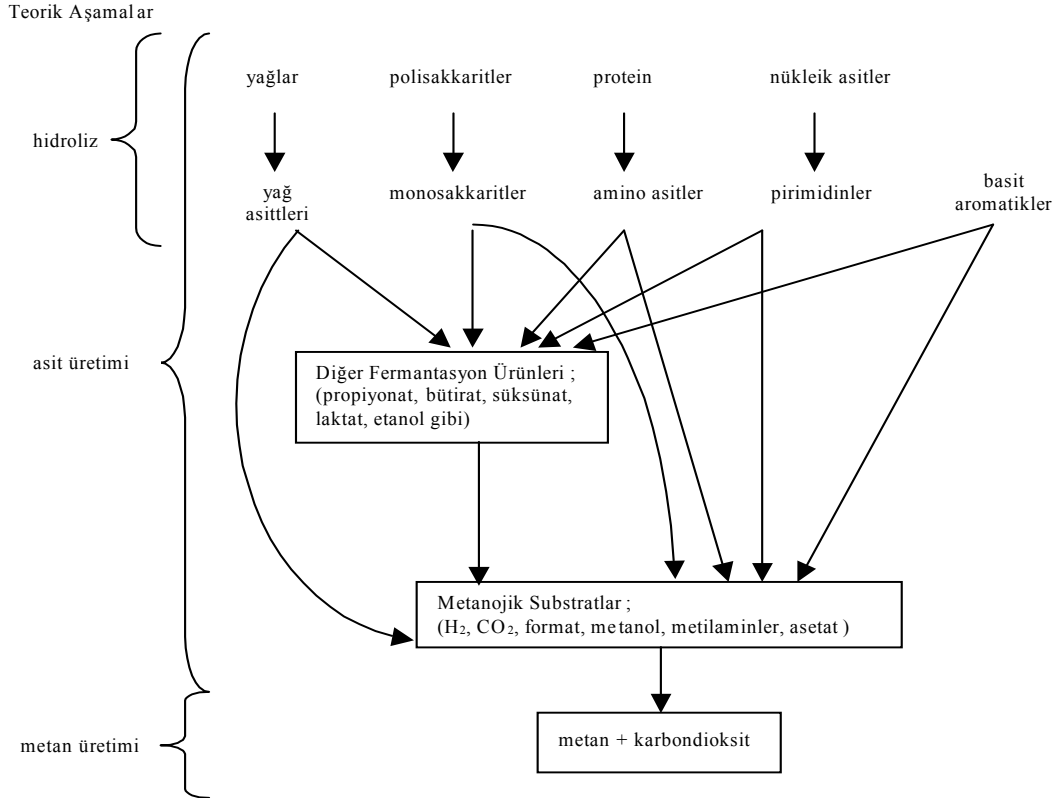 Teorik Aşamalar
yağlar
polisakkaritler
protein
nükleik asitler
hidroliz
yağ
asittleri
monosakkaritler
amino asitler
pirimidinler
basit
aromatikler
asit üretimi
Diğer Fermantasyon Ürünleri ;
(propiyonat, bütirat, süksünat,
laktat, etanol gibi)
Metanojik Substratlar ;
(H₂, CO₂, format, metanol, metilaminler, asetat )
metan üretimi
metan + karbondioksit